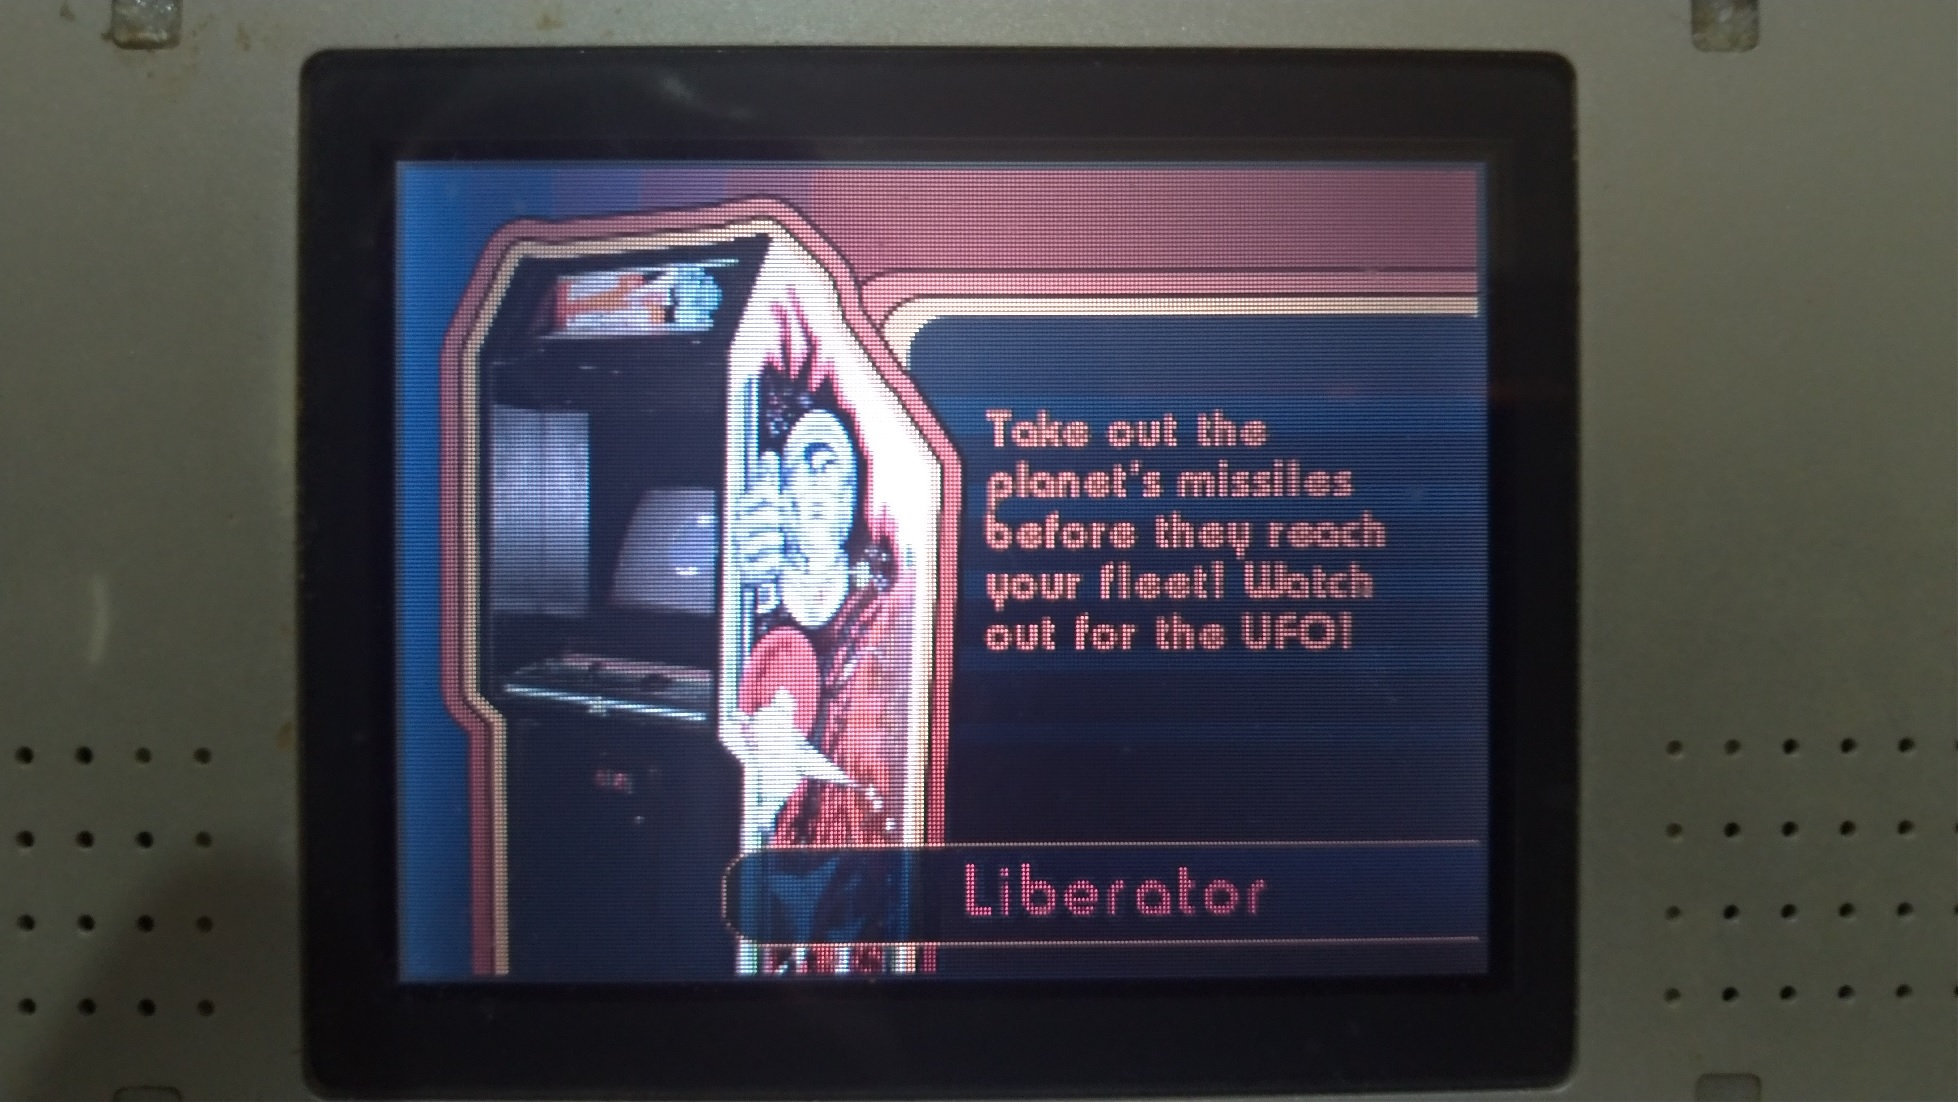 Take out the
planet's missiles
before they reach
your fleet! Watch
out for the UFO!
Liberator